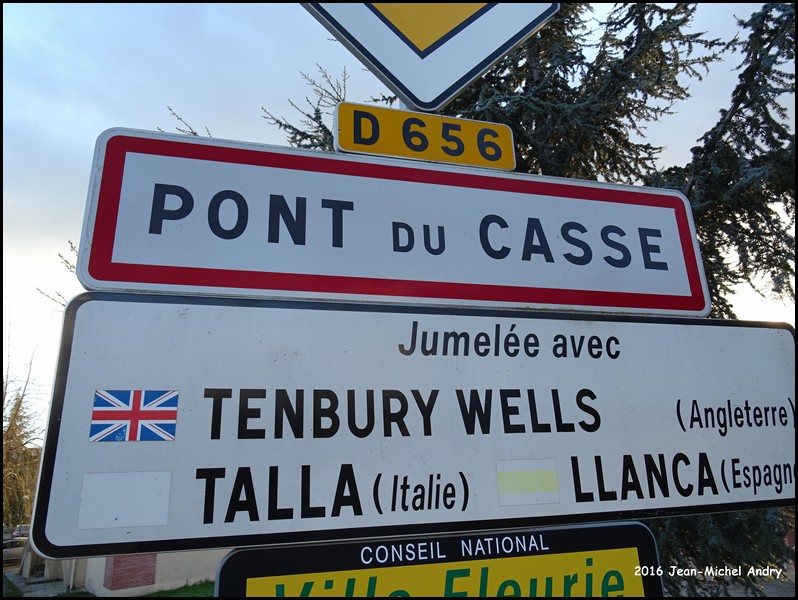 D 656
PONT DU CASSE
Jumelée avec
TENBURY WELLS (Angleterre)
TALLA (Italie) LLANCA (Espagne
CONSEIL NATIONAL
Ville Fleurie
2016 Jean-Michel Andry